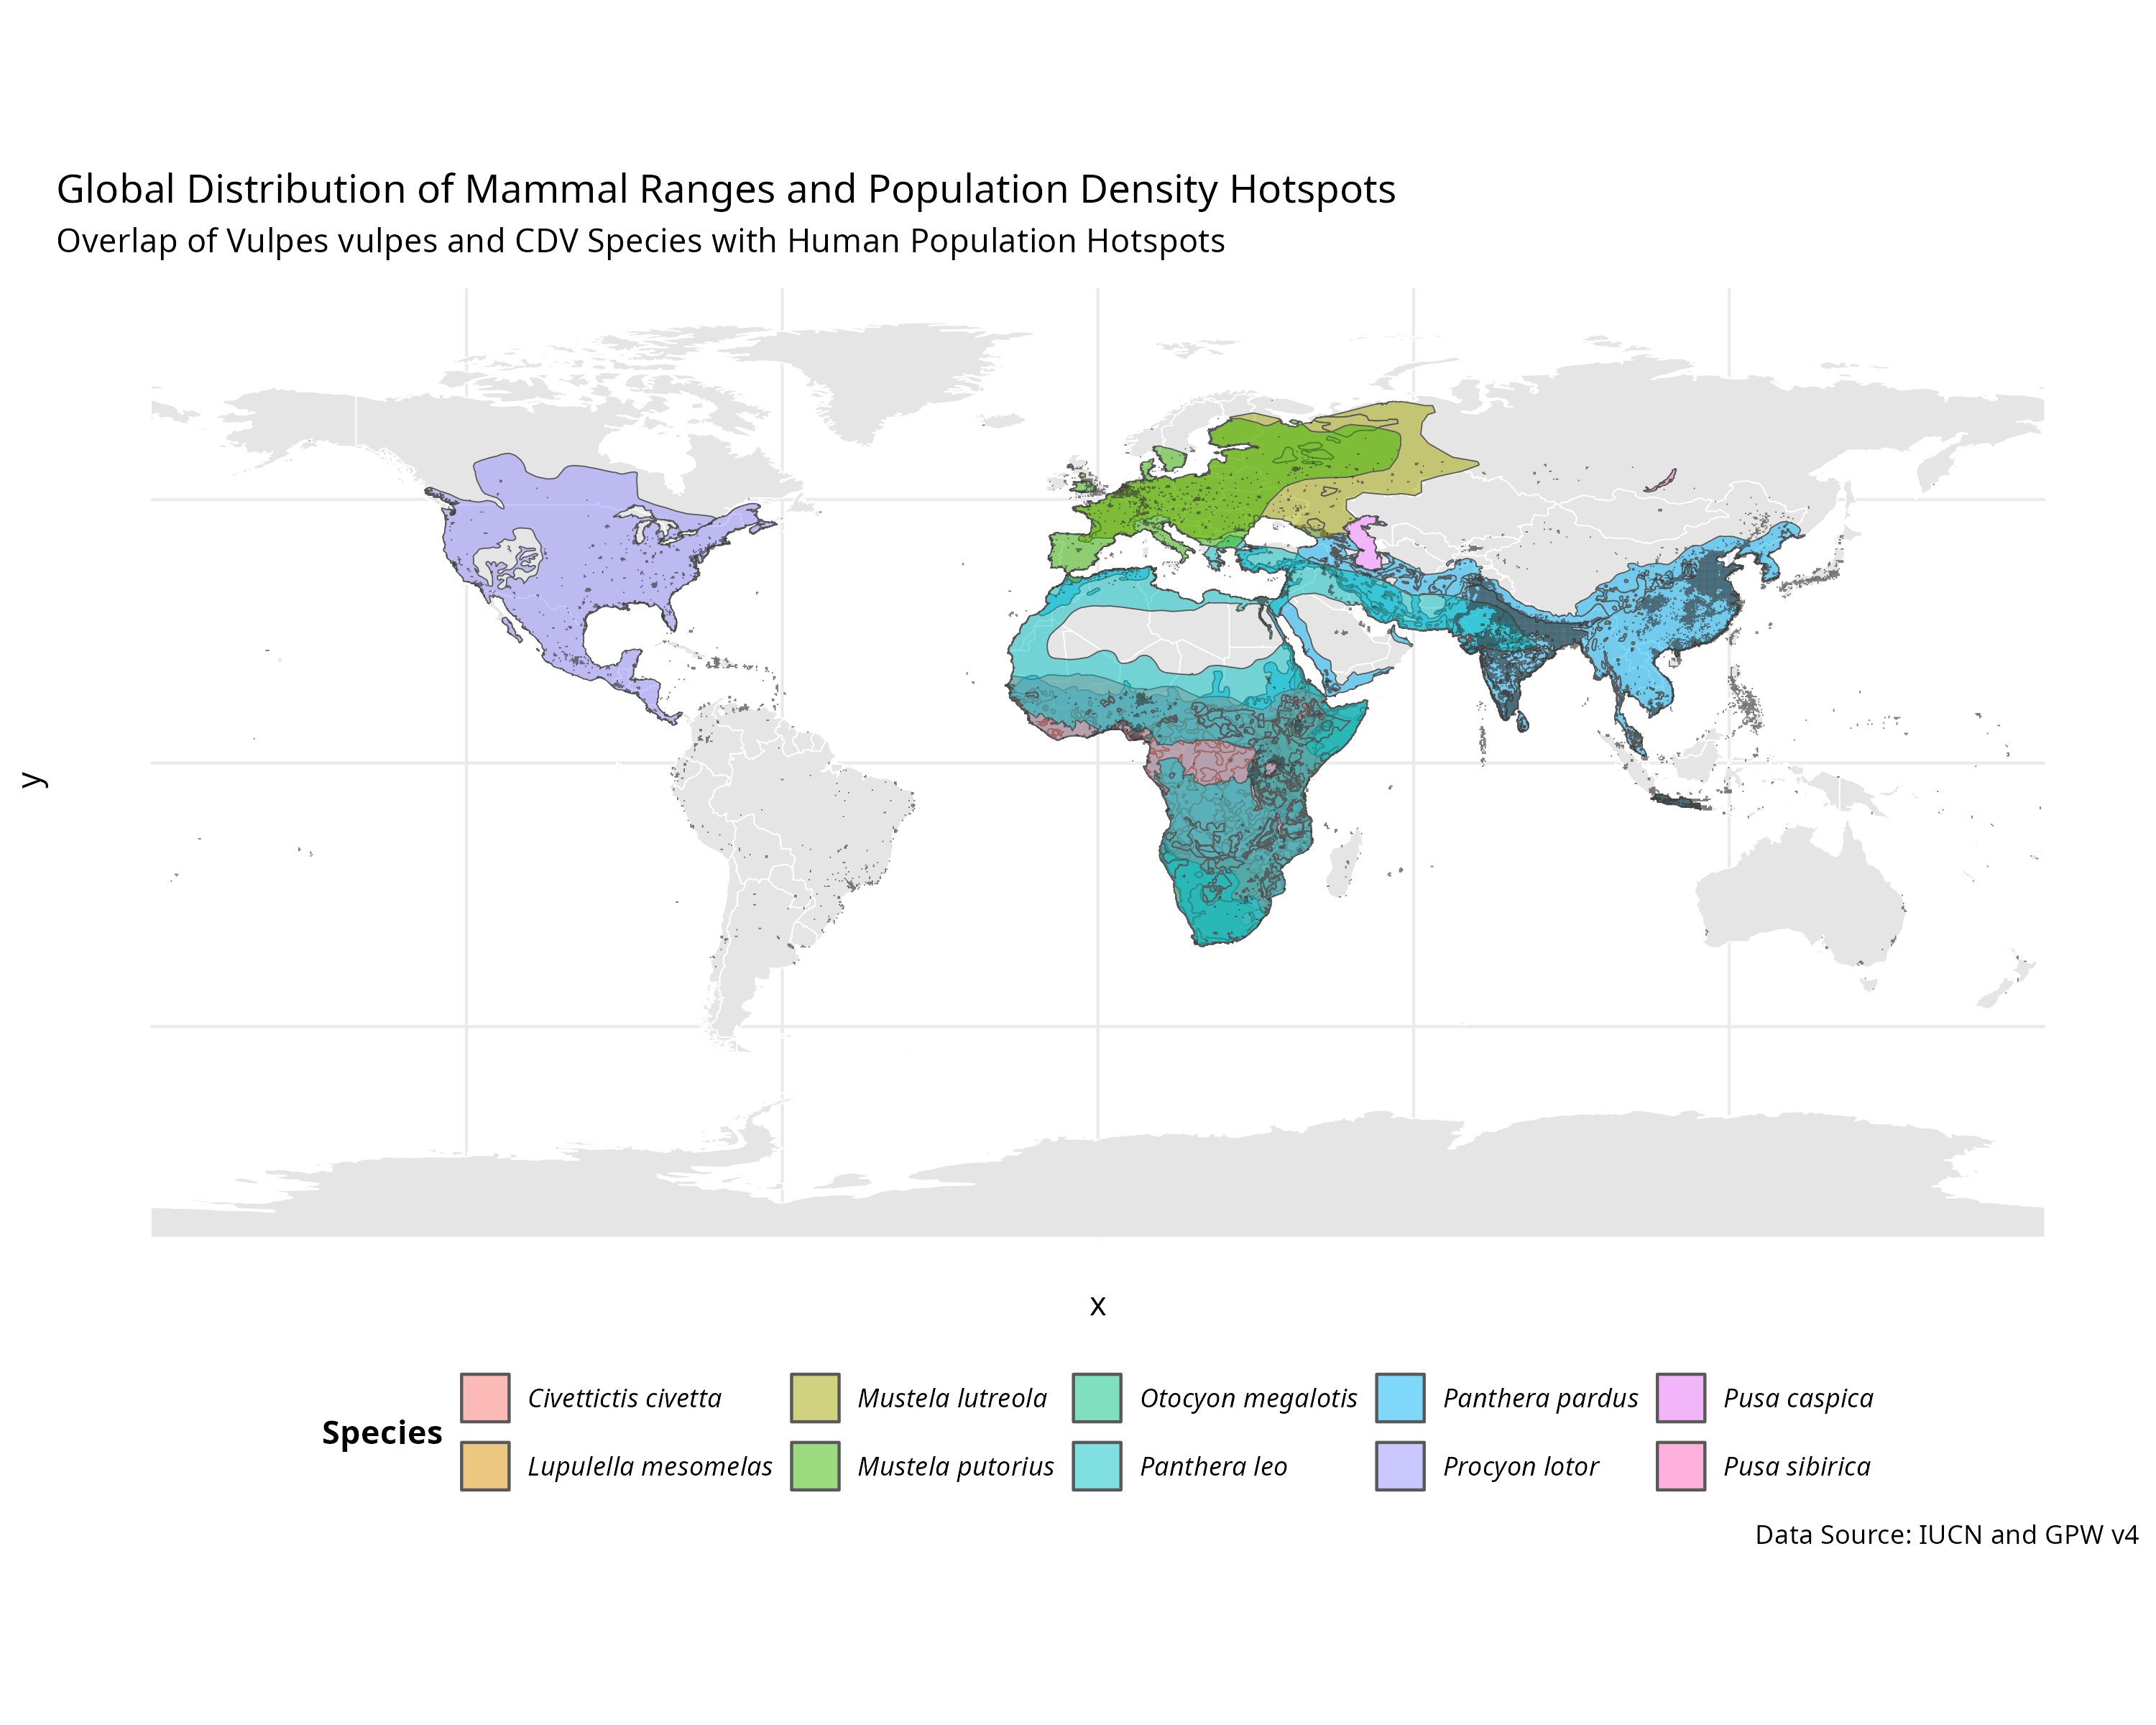 Global Distribution of Mammal Ranges and Population Density Hotspots
Overlap of Vulpes vulpes and CDV Species with Human Population Hotspots
y
x
Species
Civettictis civetta
Mustela lutreola
Otocyon megalotis
Panthera pardus
Pusa caspica
Lupulella mesomelas
Mustela putorius
Panthera leo
Procyon lotor
Pusa sibirica
Data Source: IUCN and GPW v4